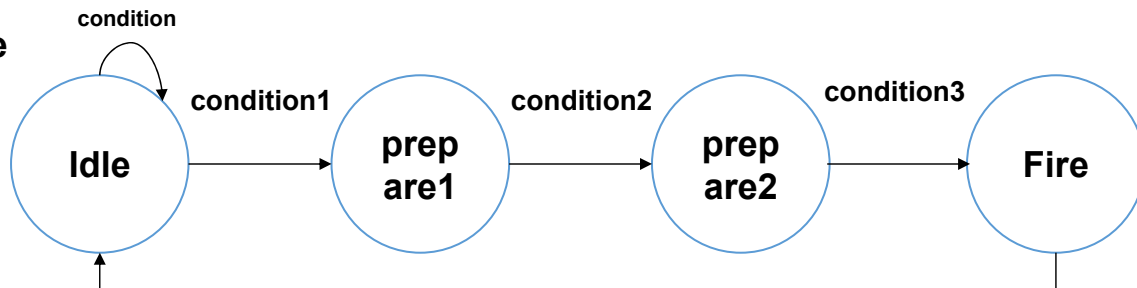 condition
e
condition1
condition2
condition3
Idle
prep
are1
prep
are2
Fire